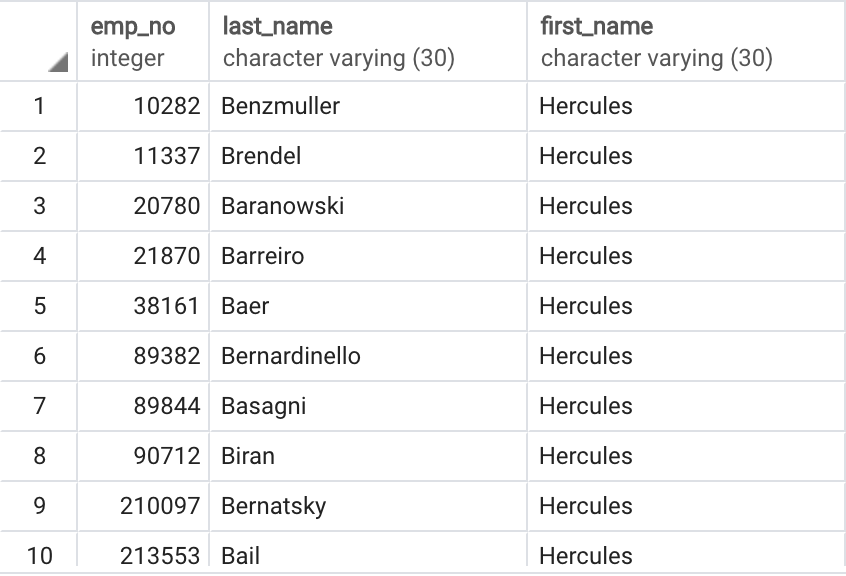 emp_no last_name first_name
integer character varying (30) character varying (30)
1 10282 Benzmuller Hercules
2 11337 Brendel Hercules
3 20780 Baranowski Hercules
4 21870 Barreiro Hercules
5 38161 Baer Hercules
6 89382 Bernardinello Hercules
7 89844 Basagni Hercules
8 90712 Biran Hercules
9 210097 Bernatsky Hercules
10 213553 Bail Hercules